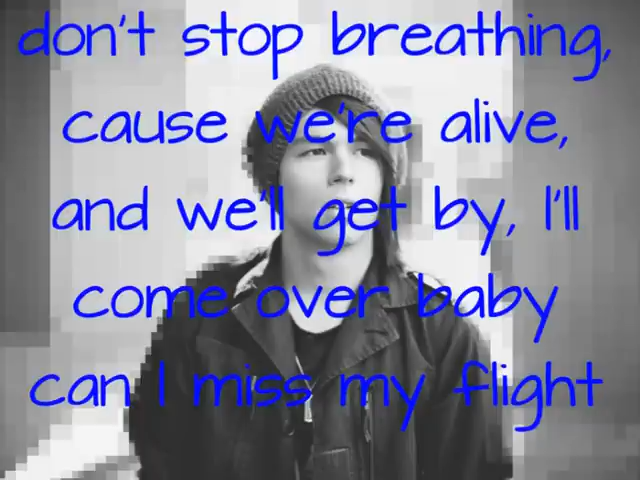 don't stop breathing,
cause we're alive,
and we'll get by, I'll
come over baby
can I miss my flight